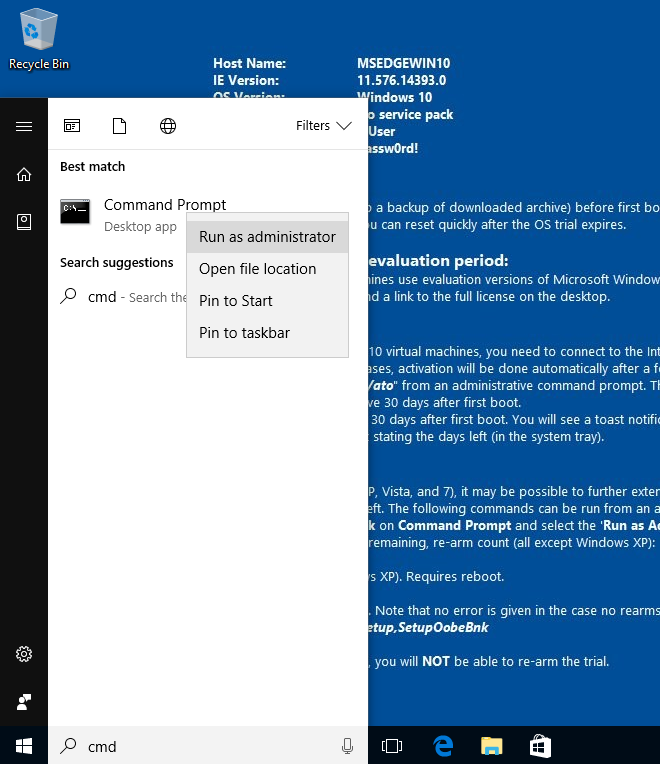 Recycle Bin
Host Name: MSEDGEWIN10
IE Version: 11.576.14393.0
OS Version: Windows 10
o service pack
User
assw0rd!
Filters
Best match
Command Prompt
Desktop app
Run as administrator
Open file location
Pin to Start
Pin to taskbar
Search suggestions
cmd - Search the
o a backup of downloaded archive) before first boo
ou can reset quickly after the OS trial expires.
evaluation period:
hines use evaluation versions of Microsoft Window
nd a link to the full license on the desktop.
10 virtual machines, you need to connect to the Int
ases, activation will be done automatically after a fe
/ato" from an administrative command prompt. Th
ve 30 days after first boot.
30 days after first boot. You will see a toast notific
t stating the days left (in the system tray).
P, Vista, and 7), it may be possible to further exten
eft. The following commands can be run from an a
k on Command Prompt and select the 'Run as Ad
remaining, re-arm count (all except Windows XP):
s XP). Requires reboot.
. Note that no error is given in the case no rearms
etup,SetupOobeBnk
, you will NOT be able to re-arm the trial.
cmd